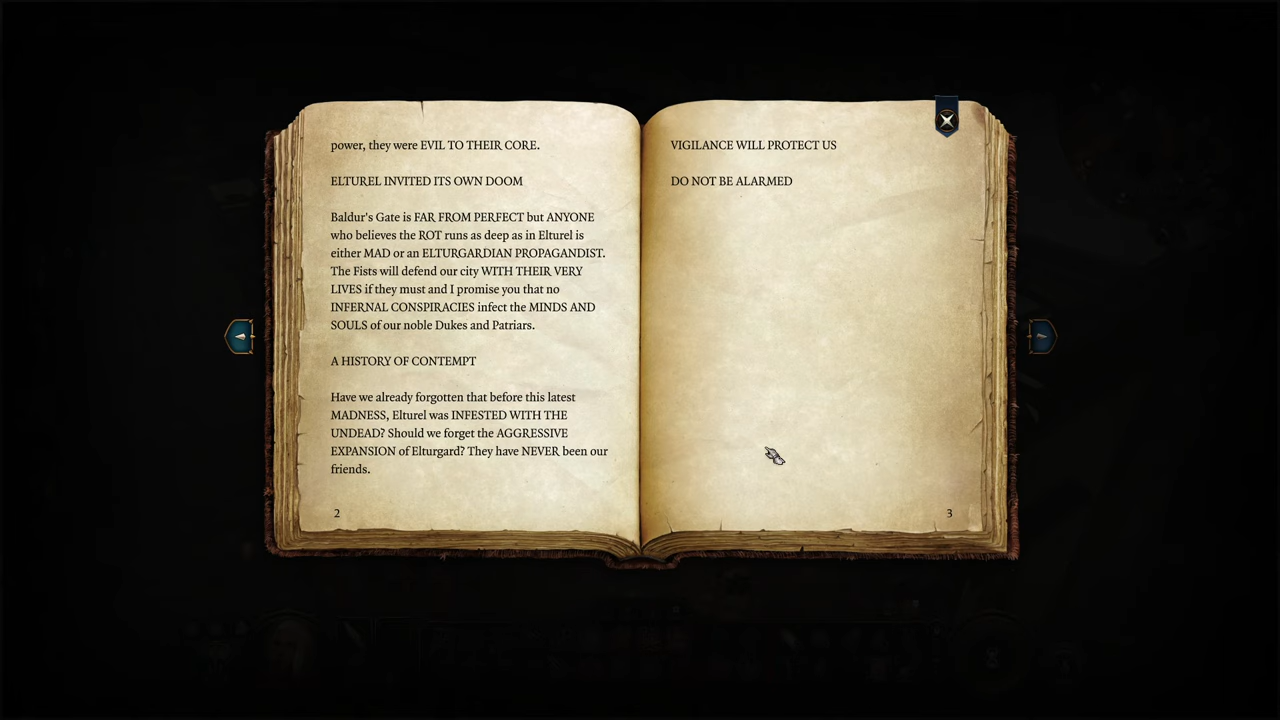 power, they were EVIL TO THEIR CORE.
ELTUREL INVITED ITS OWN DOOM
Baldur's Gate is FAR FROM PERFECT but ANYONE
who believes the ROT runs as deep as in Elturel is
either MAD or an ELTURGARDIAN PROPAGANDIST.
The Fists will defend our city WITH THEIR VERY
LIVES if they must and I promise you that no
INFERNAL CONSPIRACIES infect the MINDS AND
SOULS of our noble Dukes and Patriars.
A HISTORY OF CONTEMPT
Have we already forgotten that before this latest
MADNESS, Elturel was INFESTED WITH THE
UNDEAD? Should we forget the AGGRESSIVE
EXPANSION of Elturgard? They have NEVER been our
friends.
2
VIGILANCE WILL PROTECT US
DO NOT BE ALARMED
3